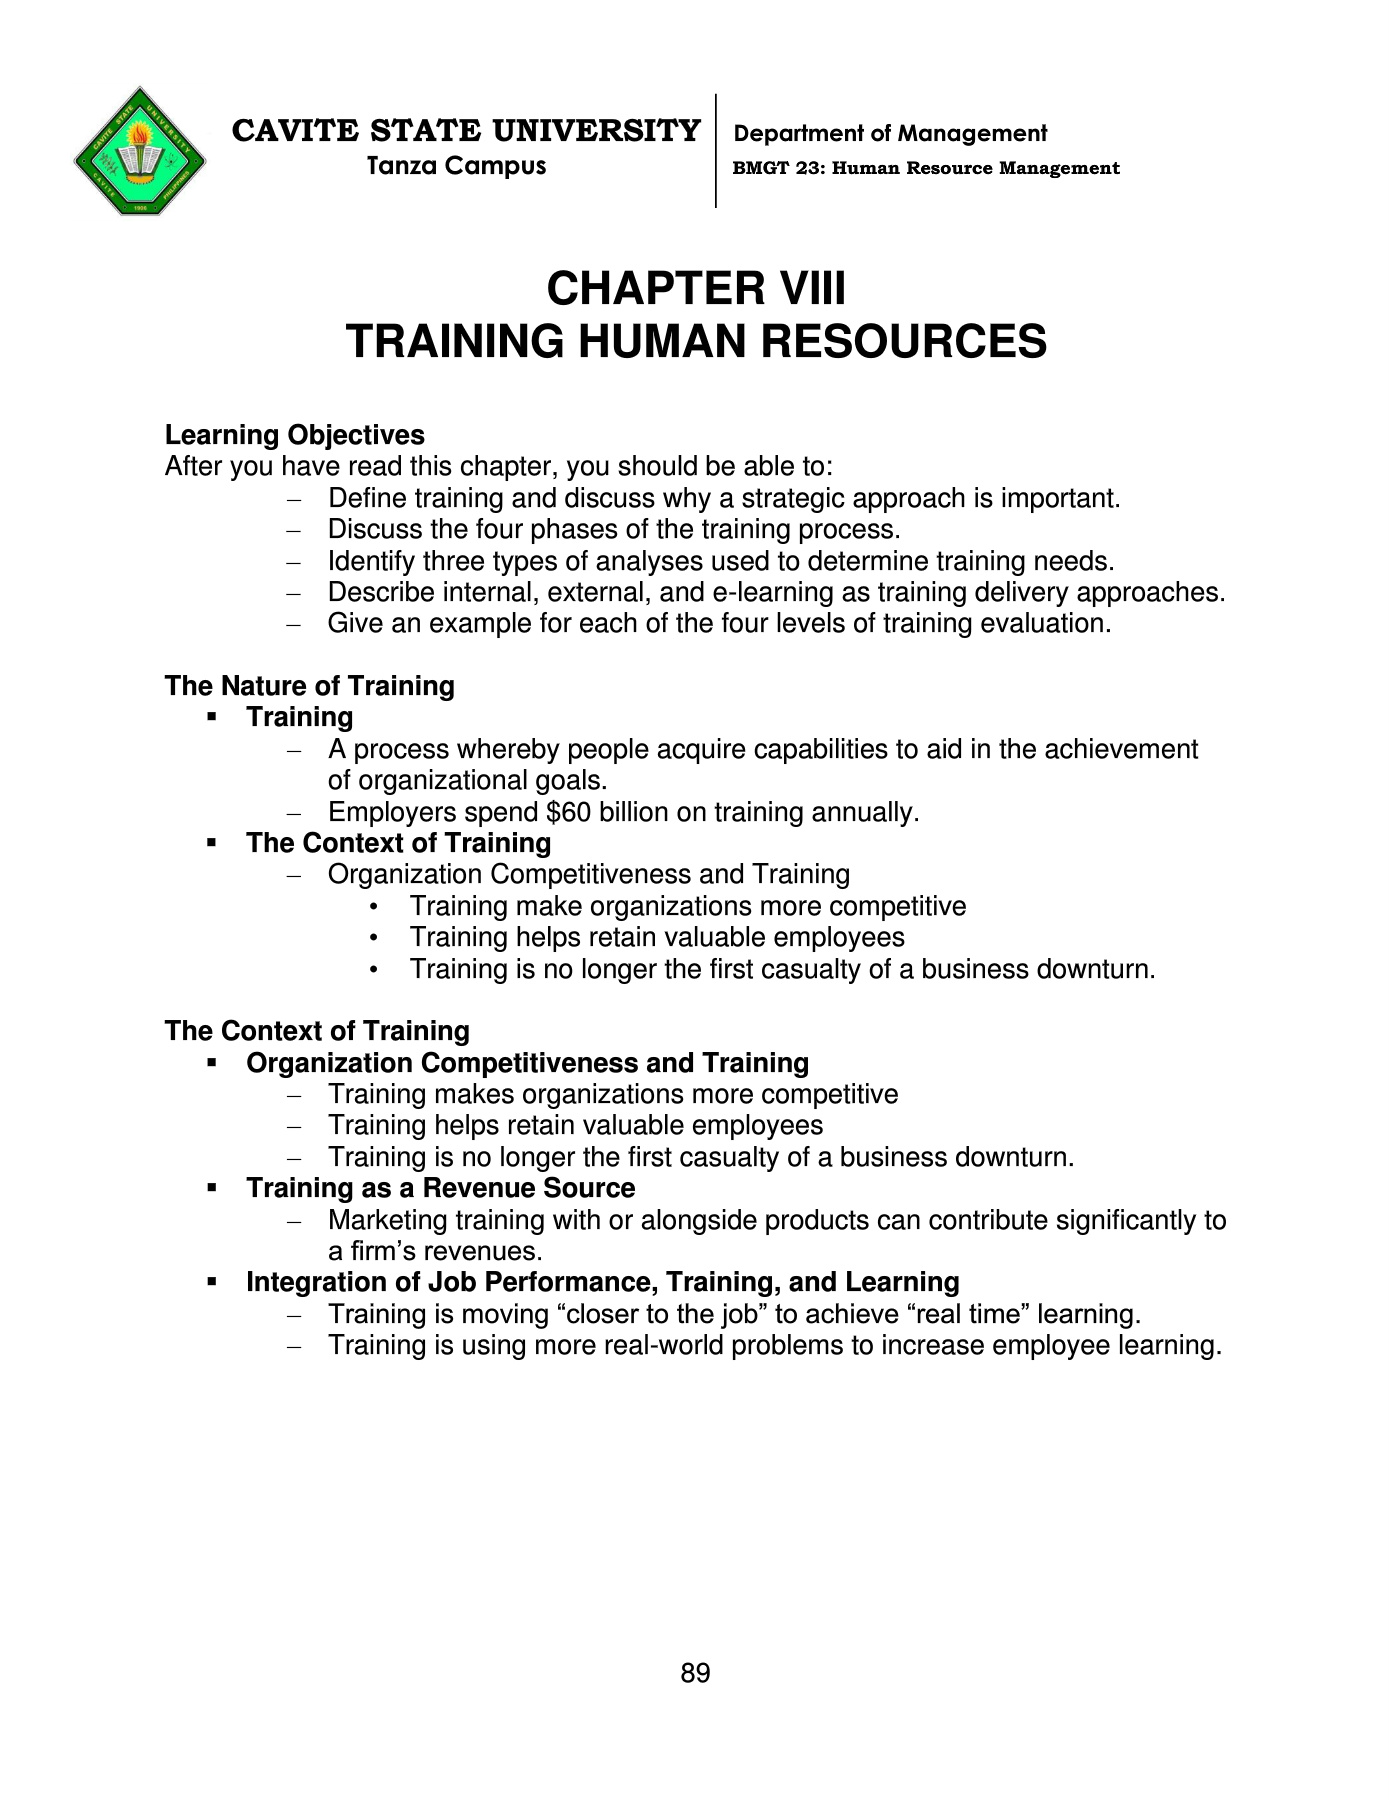 CAVITE STATE UNIVERSITY
Tanza Campus
Department of Management
BMGT 23: Human Resource Management
CAVITE STATE UNIVERSITY
CAVITE
PHILIPPINES
1906
CHAPTER VIII
TRAINING HUMAN RESOURCES
Learning Objectives
After you have read this chapter, you should be able to:
– Define training and discuss why a strategic approach is important.
– Discuss the four phases of the training process.
– Identify three types of analyses used to determine training needs.
– Describe internal, external, and e-learning as training delivery approaches.
– Give an example for each of the four levels of training evaluation.
The Nature of Training
▪ Training
– A process whereby people acquire capabilities to aid in the achievement
of organizational goals.
– Employers spend $60 billion on training annually.
▪ The Context of Training
– Organization Competitiveness and Training
• Training make organizations more competitive
• Training helps retain valuable employees
• Training is no longer the first casualty of a business downturn.
The Context of Training
▪ Organization Competitiveness and Training
– Training makes organizations more competitive
– Training helps retain valuable employees
– Training is no longer the first casualty of a business downturn.
▪ Training as a Revenue Source
– Marketing training with or alongside products can contribute significantly to
a firm’s revenues.
▪ Integration of Job Performance, Training, and Learning
– Training is moving “closer to the job” to achieve “real time” learning.
– Training is using more real-world problems to increase employee learning.
89